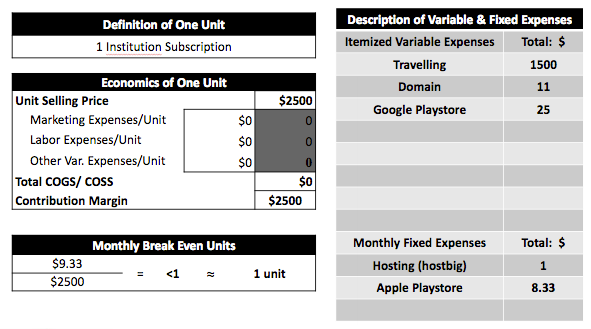 Definition of One Unit
1 Institution Subscription
Economics of One Unit
Unit Selling Price $2500
Marketing Expenses/Unit $0 0
Labor Expenses/Unit $0 0
Other Var. Expenses/Unit $0 0
Total COGS/ COSS $0
Contribution Margin $2500
Monthly Break Even Units
$9.33
$2500
= <1 ≈ 1 unit
Description of Variable & Fixed Expenses
Itemized Variable Expenses Total: $
Travelling 1500
Domain 11
Google Playstore 25
Monthly Fixed Expenses Total: $
Hosting (hostbig) 1
Apple Playstore 8.33